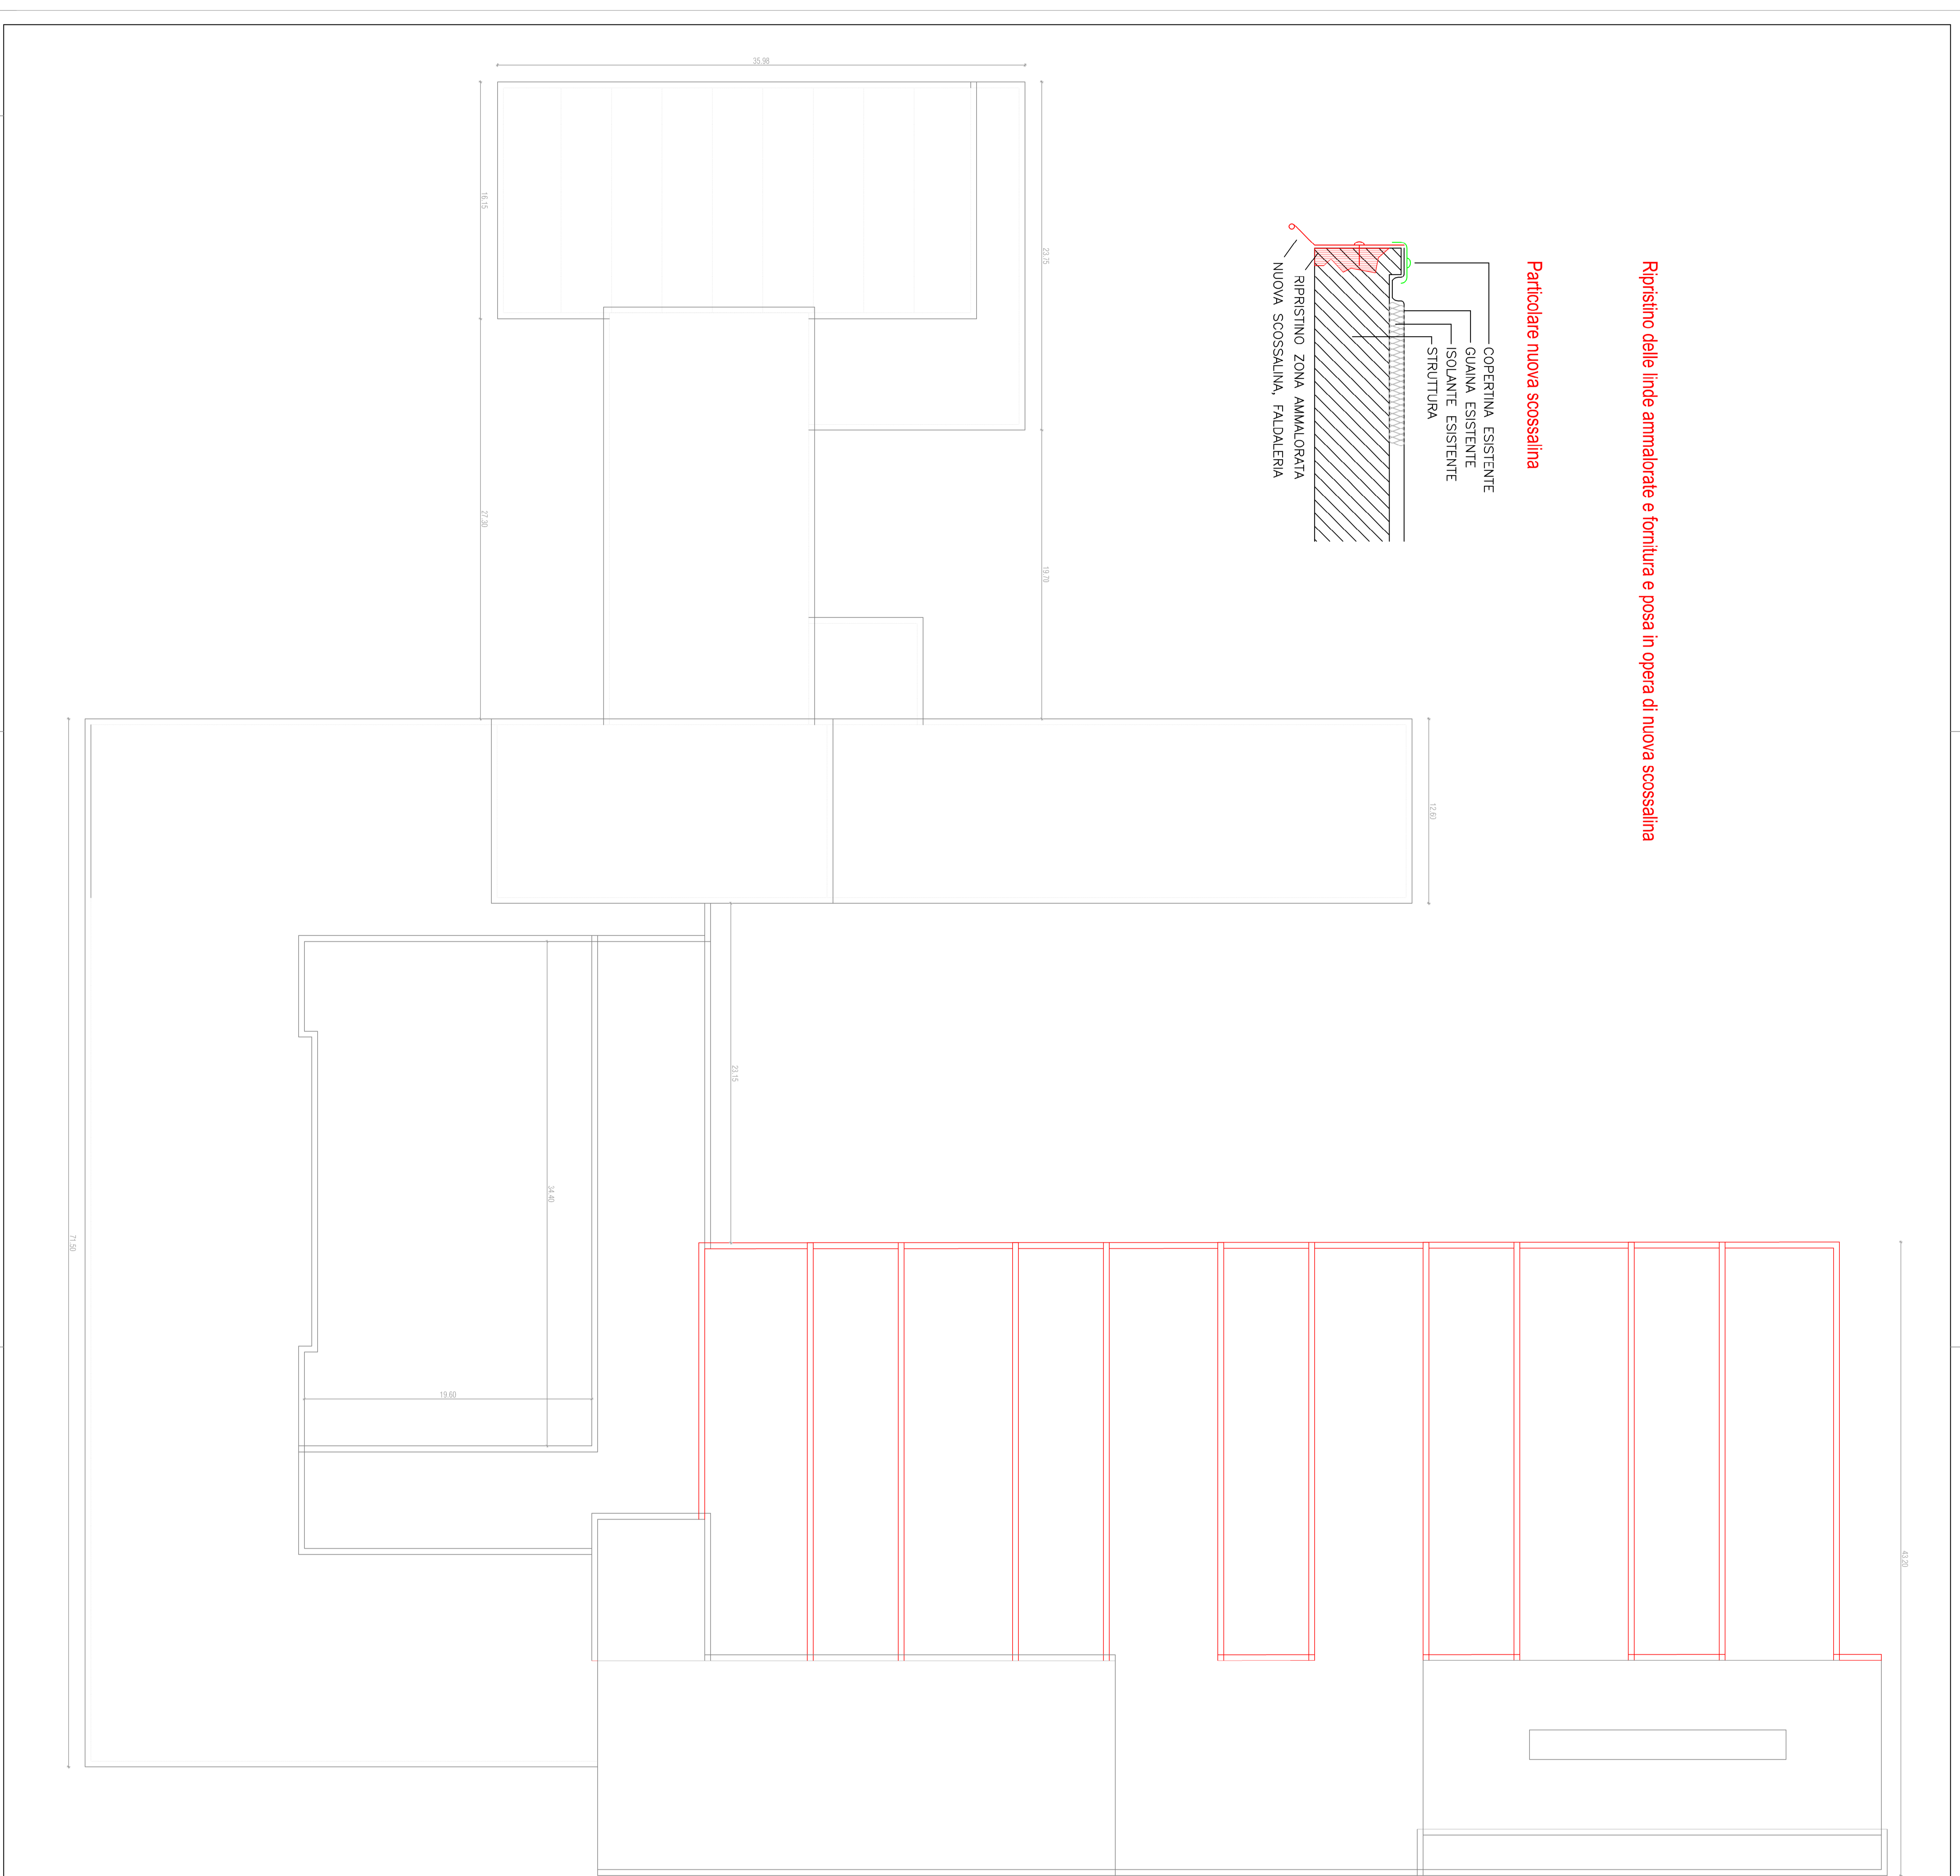 Ripristino delle linde ammalorate e fornitura e posa in opera di nuova scossalina
Particolare nuova scossalina
COPERTINA ESISTENTE
GUAINA ESISTENTE
ISOLANTE ESISTENTE
STRUTTURA
RIPRISTINO ZONA AMMALORATA
NUOVA SCOSSALINA, FALDALERIA
35.98
16.15
23.75
27.30
19.70
12.60
23.15
34.40
19.60
71.50
43.20